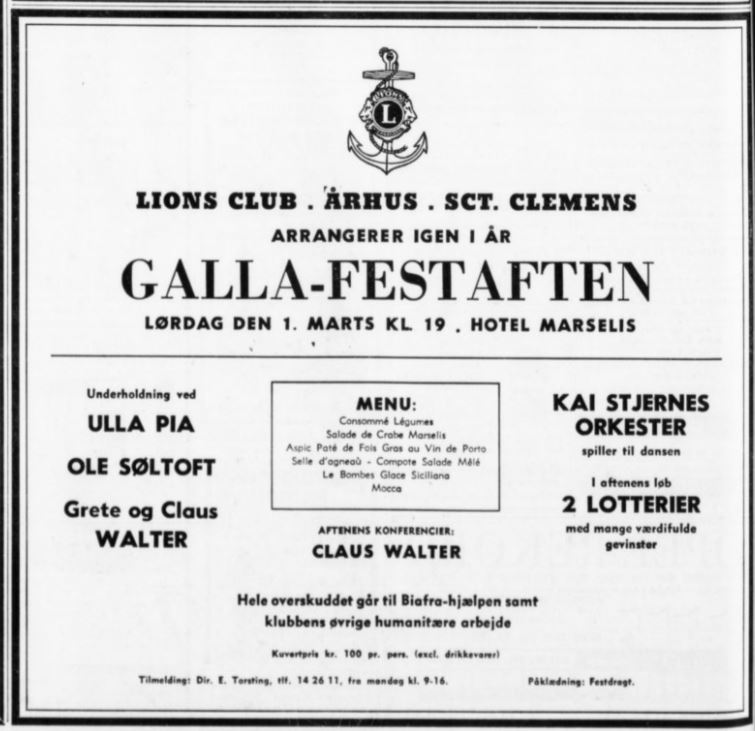 L
LIONS CLUB . ÅRHUS . SCT. CLEMENS
ARRANGERER IGEN I ÅR
GALLA-FESTAFTEN
LØRDAG DEN 1. MARTS KL. 19 . HOTEL MARSELIS
Underholdning ved
ULLA PIA
OLE SØLTOFT
Grete og Claus
WALTER
MENU:
Consommé Légumes
Salade de Crabe Marselis
Aspic Paté de Fois Gras au Vin de Porto
Selle d'agneaù - Compote Salade Mêlé
Le Bombes Glace Siciliana
Mocca
AFTENENS KONFERENCIER:
CLAUS WALTER
KAI STJERNES
ORKESTER
spiller til dansen
I aftenens løb
2 LOTTERIER
med mange værdifulde
gevinster
Hele overskuddet går til Biafra-hjælpen samt
klubbens øvrige humanitære arbejde
Kuvertpris kr. 100 pr. pers. (excl. drikkevarer)
Tilmelding: Dir. E. Torsting, tlf. 14 26 11, fra mandag kl. 9-16.
Påklædning: Festdragt.